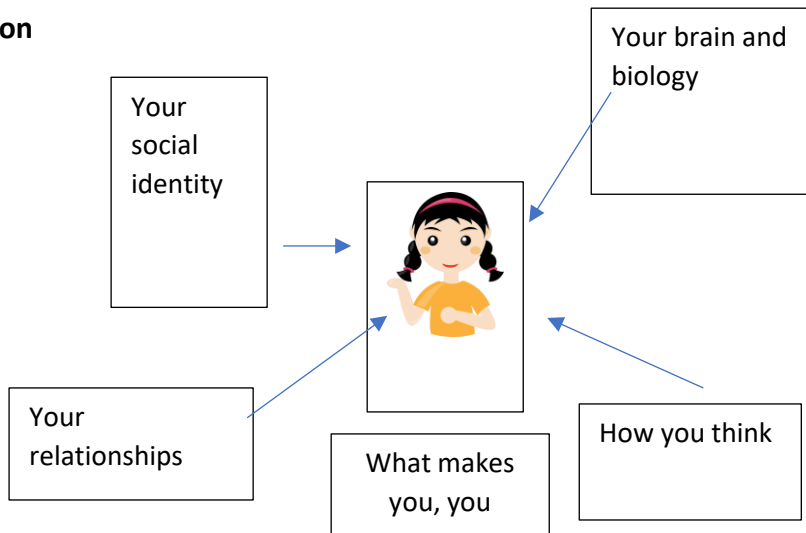 on
Your brain and
biology
Your
social
identity
Your
relationships
How you think
What makes
you, you